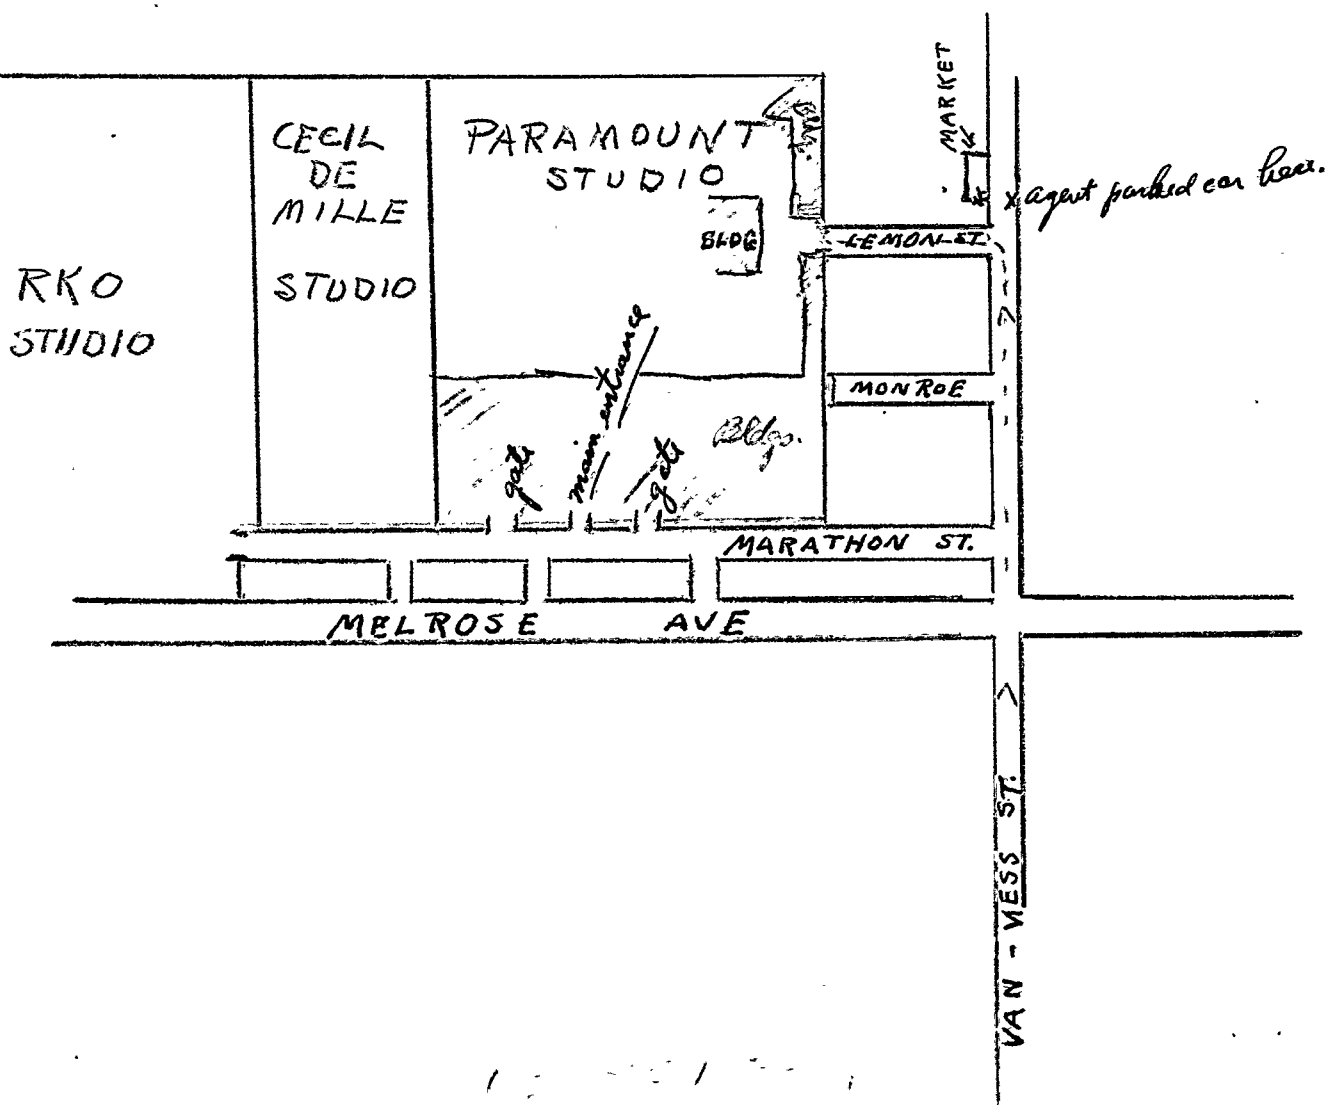 CECIL
DE
MILLE
STUDIO
PARAMOUNT
STUDIO
MARKET
x agent parked car here.
BLDG
LEMON ST.
RKO
STUDIO
main entrance
MONROE
gate
gate
Bldgs.
MARATHON ST.
MELROSE AVE
VAN - NESS ST.